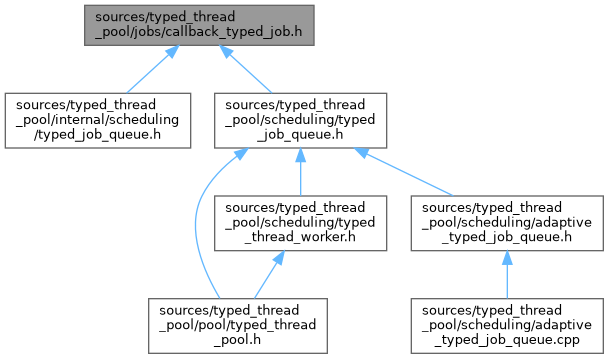 sources/typed_thread
_pool/jobs/callback_typed_job.h
sources/typed_thread
_pool/internal/scheduling
/typed_job_queue.h
sources/typed_thread
_pool/scheduling/typed
_job_queue.h
sources/typed_thread
_pool/scheduling/typed
_thread_worker.h
sources/typed_thread
_pool/scheduling/adaptive
_typed_job_queue.h
sources/typed_thread
_pool/pool/typed_thread
_pool.h
sources/typed_thread
_pool/scheduling/adaptive
_typed_job_queue.cpp